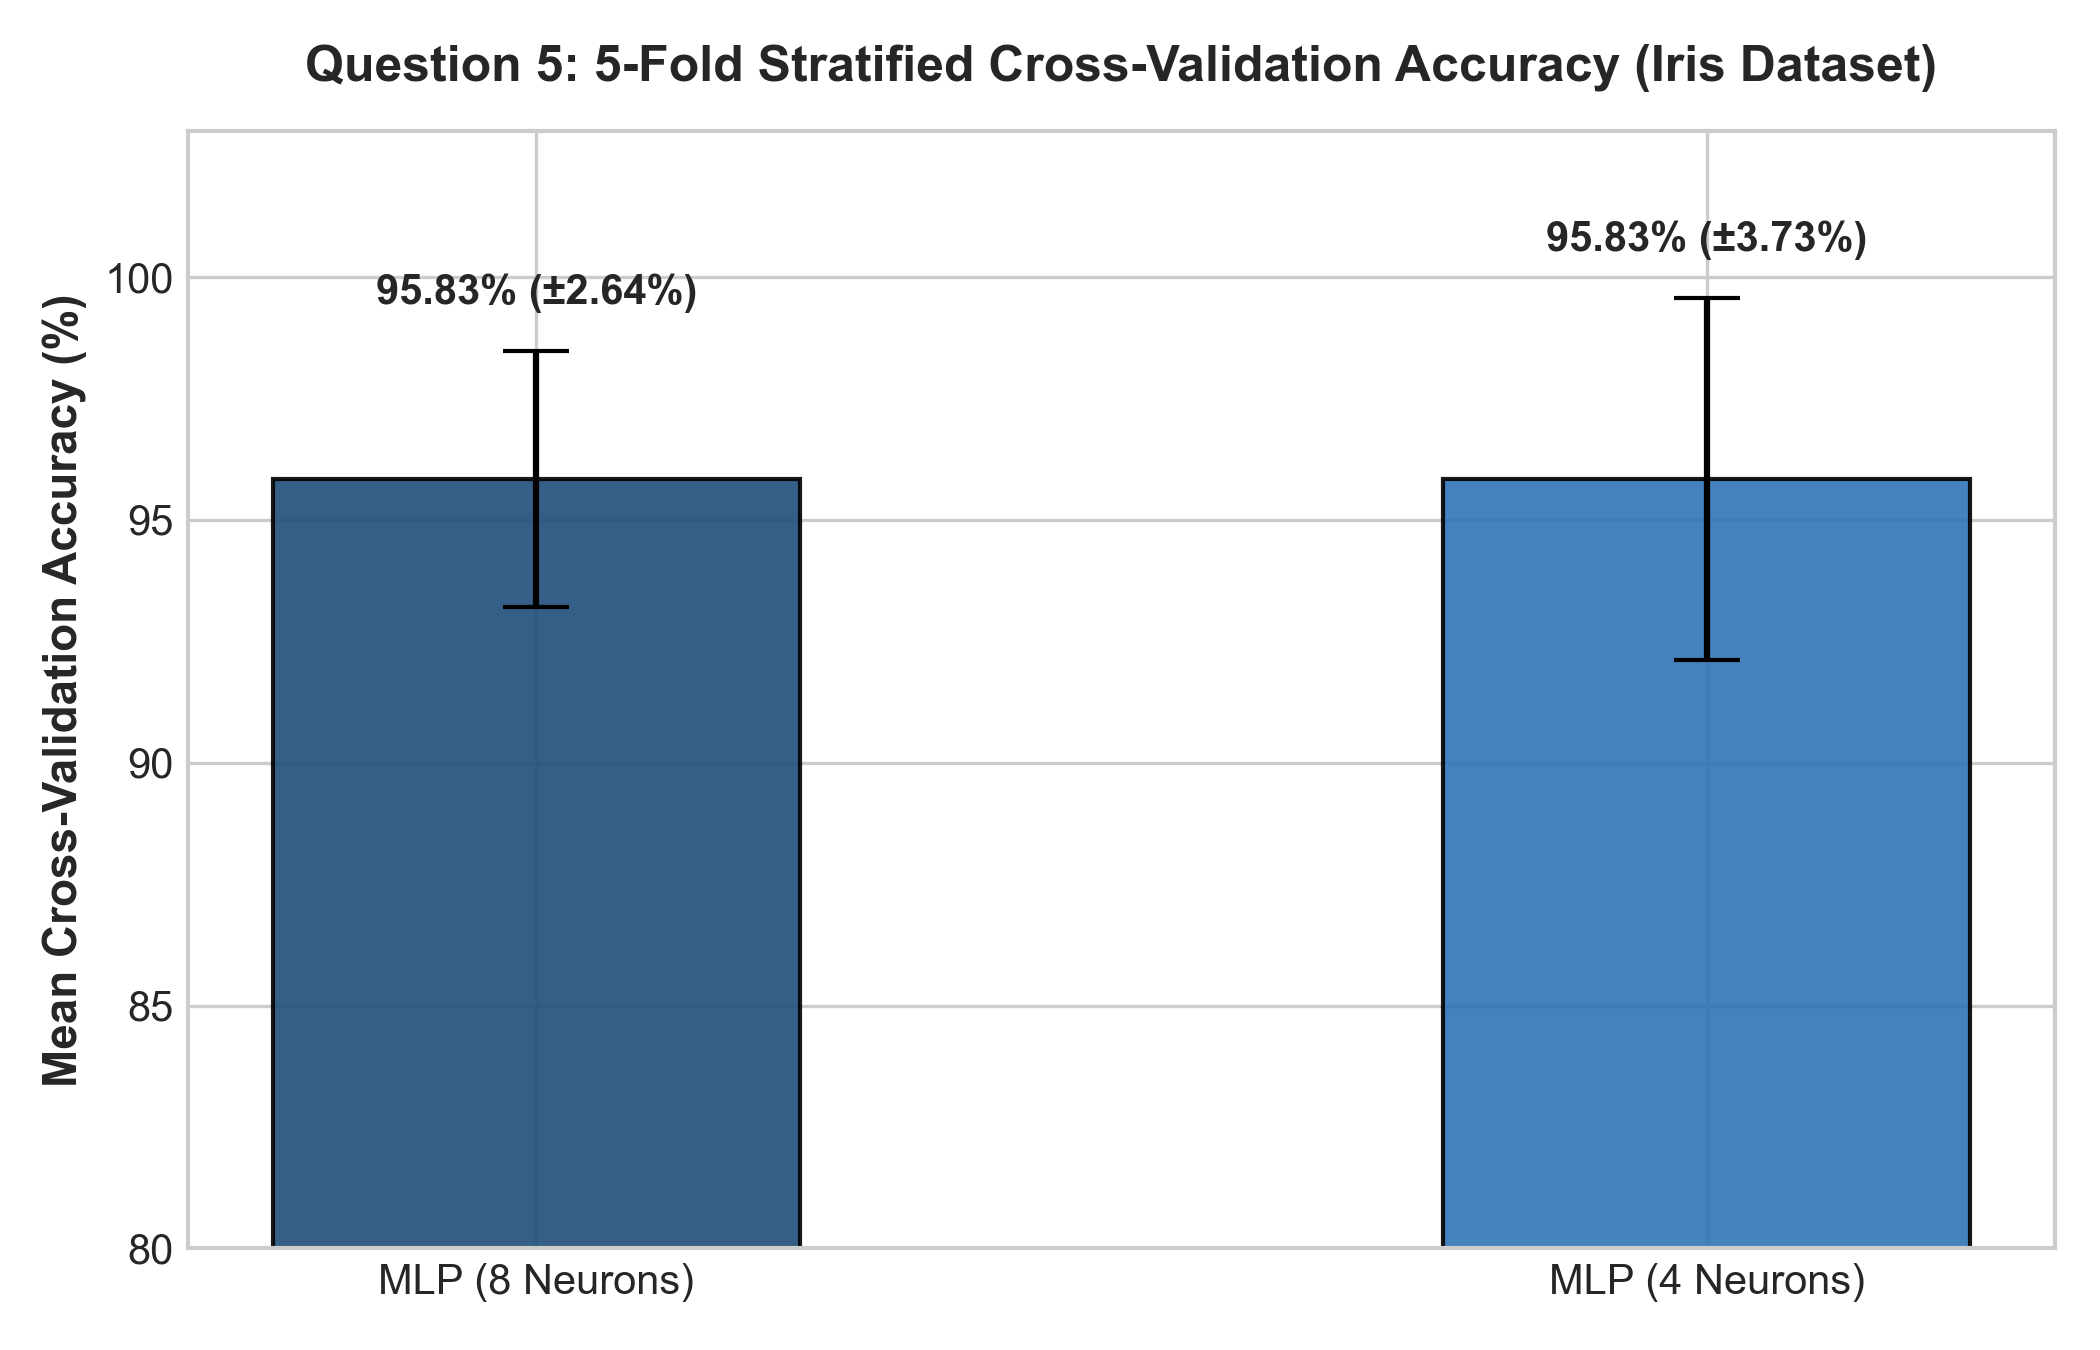 Question 5: 5-Fold Stratified Cross-Validation Accuracy (Iris Dataset)
Mean Cross-Validation Accuracy (%)
100
95
90
85
80
95.83% (±2.64%)
95.83% (±3.73%)
MLP (8 Neurons)
MLP (4 Neurons)